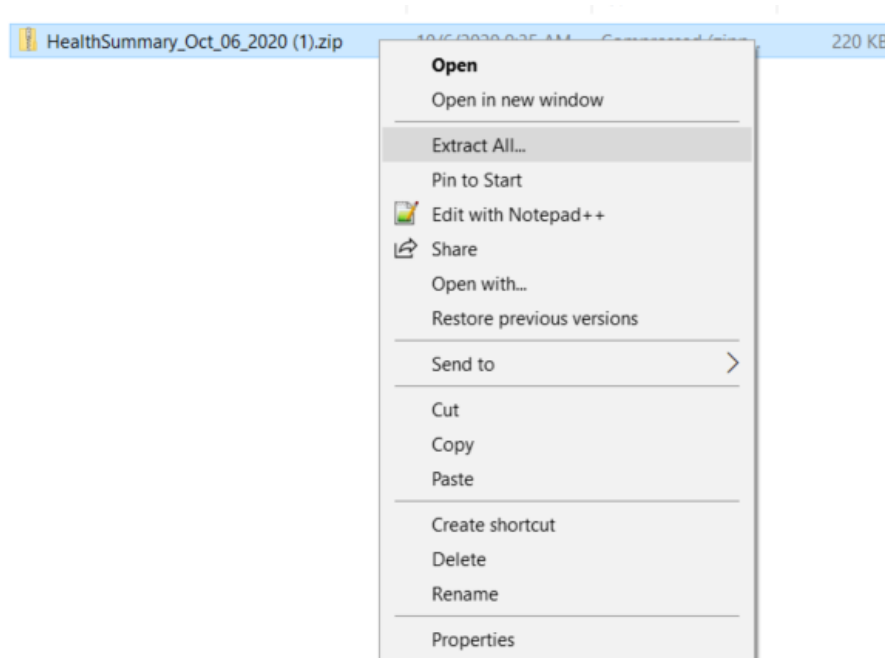 HealthSummary_Oct_06_2020 (1).zip 220 KB
Open
Open in new window
Extract All...
Pin to Start
Edit with Notepad++
Share
Open with...
Restore previous versions
Send to
Cut
Copy
Paste
Create shortcut
Delete
Rename
Properties